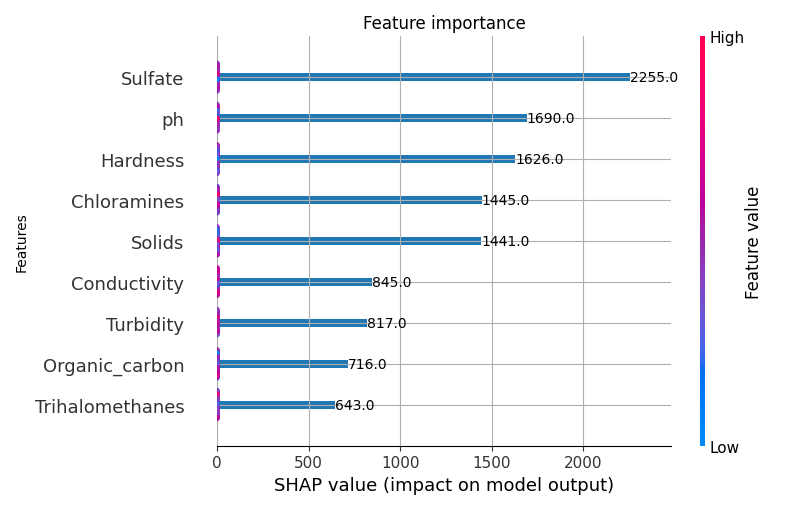 Feature importance
High
Sulfate
2255.0
ph
1690.0
Hardness
1626.0
Chloramines
1445.0
Solids
1441.0
Conductivity
845.0
Turbidity
817.0
Organic_carbon
716.0
Trihalomethanes
643.0
Features
Feature value
Low
0 500 1000 1500 2000
SHAP value (impact on model output)